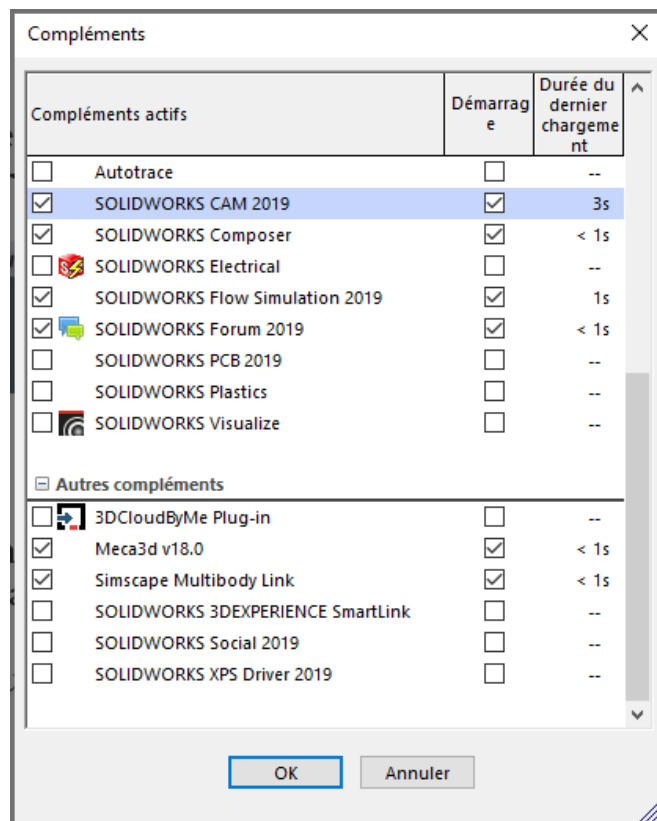 Compléments
Compléments actifs
Démarrag
e
Durée du
dernier
chargeme
nt
Autotrace --
SOLIDWORKS CAM 2019 3s
SOLIDWORKS Composer < 1s
SOLIDWORKS Electrical --
SOLIDWORKS Flow Simulation 2019 1s
SOLIDWORKS Forum 2019 < 1s
SOLIDWORKS PCB 2019 --
SOLIDWORKS Plastics --
SOLIDWORKS Visualize --
Autres compléments
3DCloudByMe Plug-in --
Meca3d v18.0 < 1s
Simscape Multibody Link < 1s
SOLIDWORKS 3DEXPERIENCE SmartLink --
SOLIDWORKS Social 2019 --
SOLIDWORKS XPS Driver 2019 --
OK Annuler